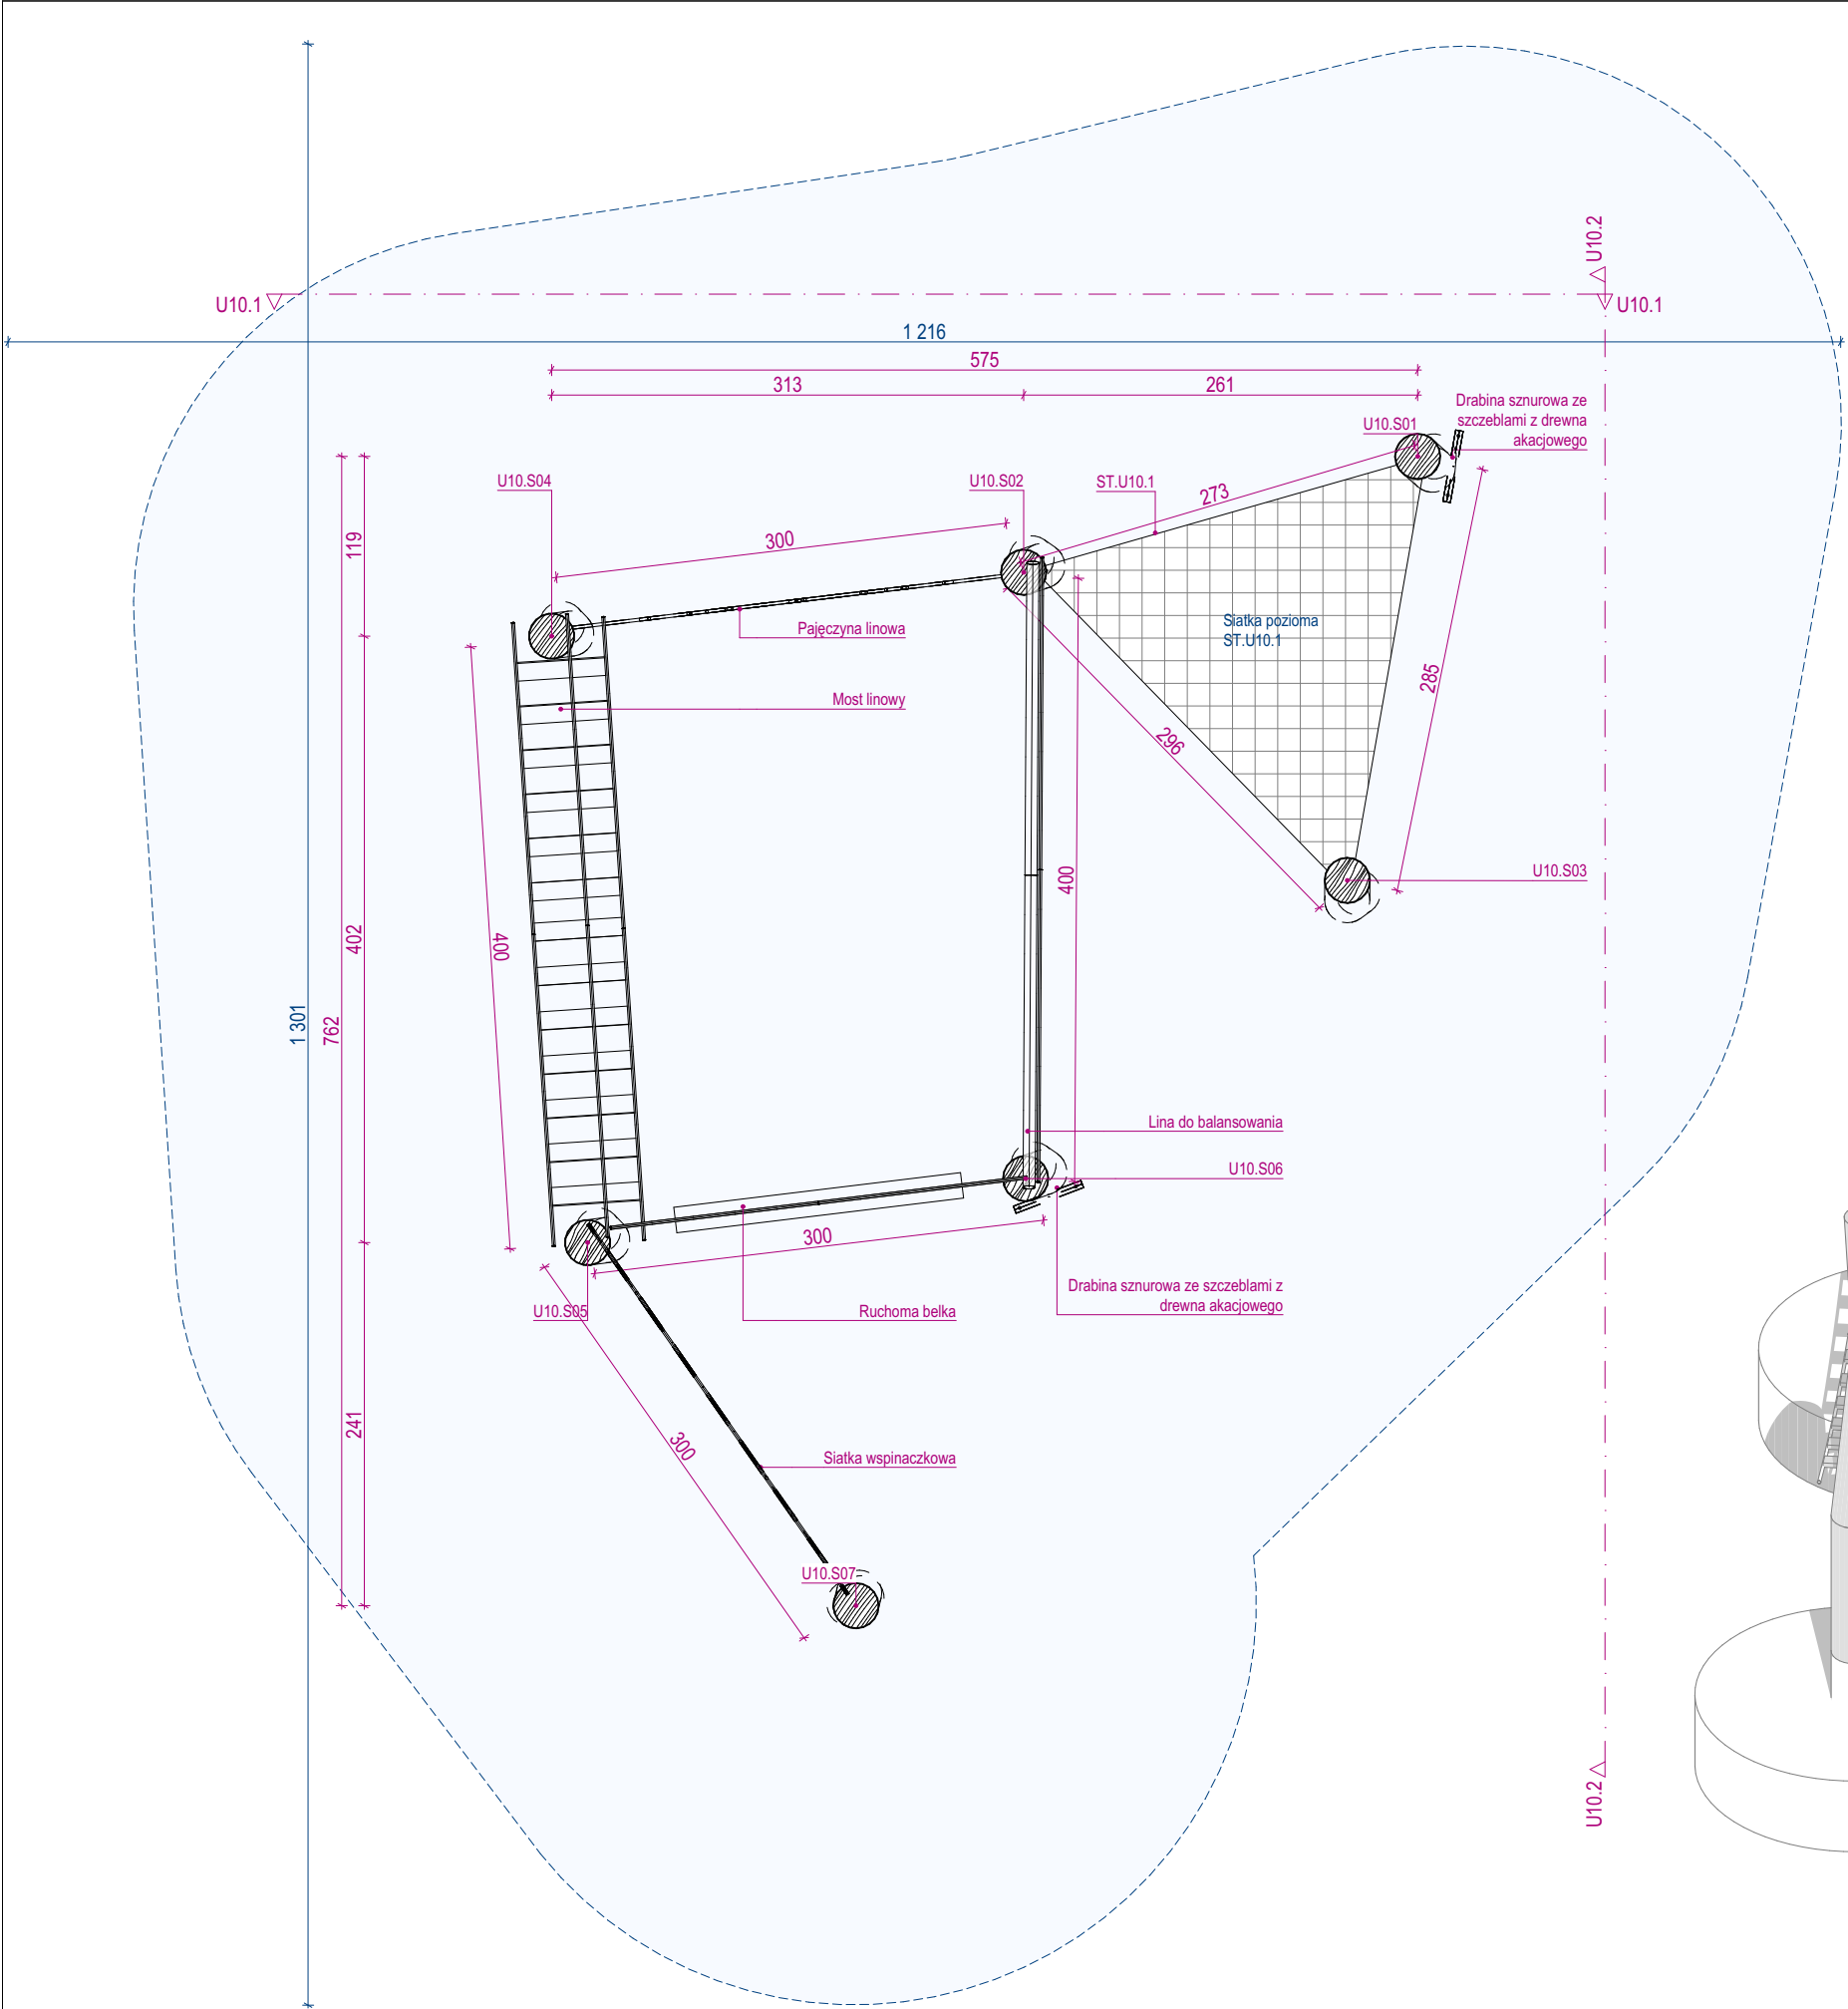 U10.2
U10.1
U10.1
1 216
575
313
261
Drabina sznurowa ze
szczeblami z drewna
akacjowego
U10.S01
U10.S04
U10.S02
ST.U10.1
273
119
300
Siatka pozioma
ST.U10.1
Pajęczyna linowa
285
Most linowy
296
U10.S03
400
402
400
1 301
762
Lina do balansowania
U10.S06
300
Drabina sznurowa ze szczeblami z
drewna akacjowego
U10.S05
Ruchoma belka
241
300
Siatka wspinaczkowa
U10.S07
U10.2